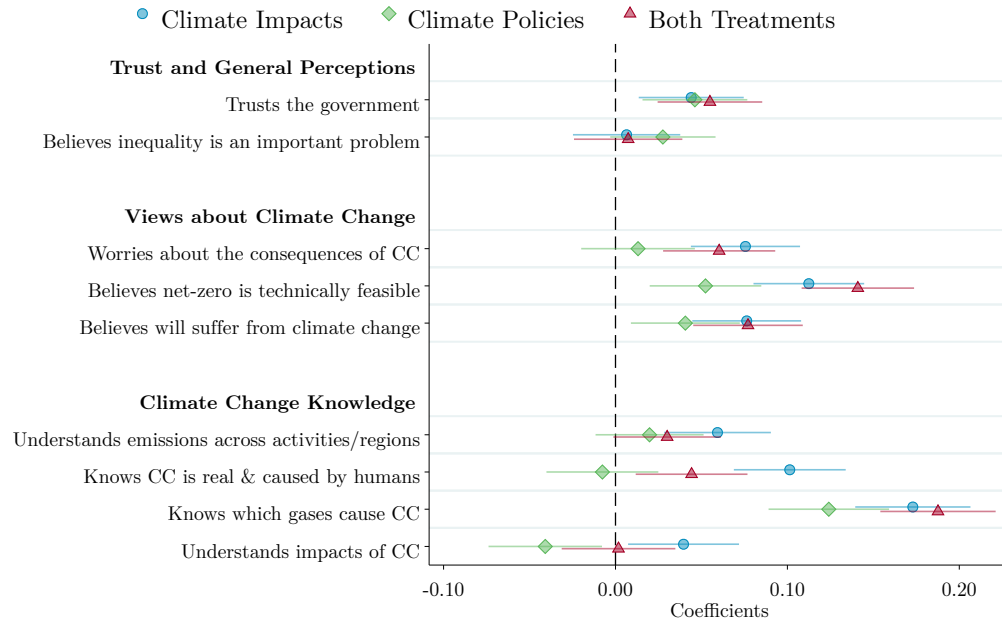 Climate Impacts Climate Policies Both Treatments
Trust and General Perceptions
Trusts the government
Believes inequality is an important problem
Views about Climate Change
Worries about the consequences of CC
Believes net-zero is technically feasible
Believes will suffer from climate change
Climate Change Knowledge
Understands emissions across activities/regions
Knows CC is real & caused by humans
Knows which gases cause CC
Understands impacts of CC
-0.10 0.00 0.10 0.20
Coefficients